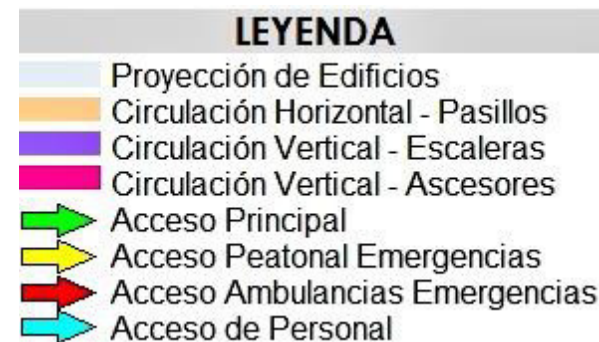 LEYENDA
Proyección de Edificios
Circulación Horizontal - Pasillos
Circulación Vertical - Escaleras
Circulación Vertical - Ascesores
Acceso Principal
Acceso Peatonal Emergencias
Acceso Ambulancias Emergencias
Acceso de Personal